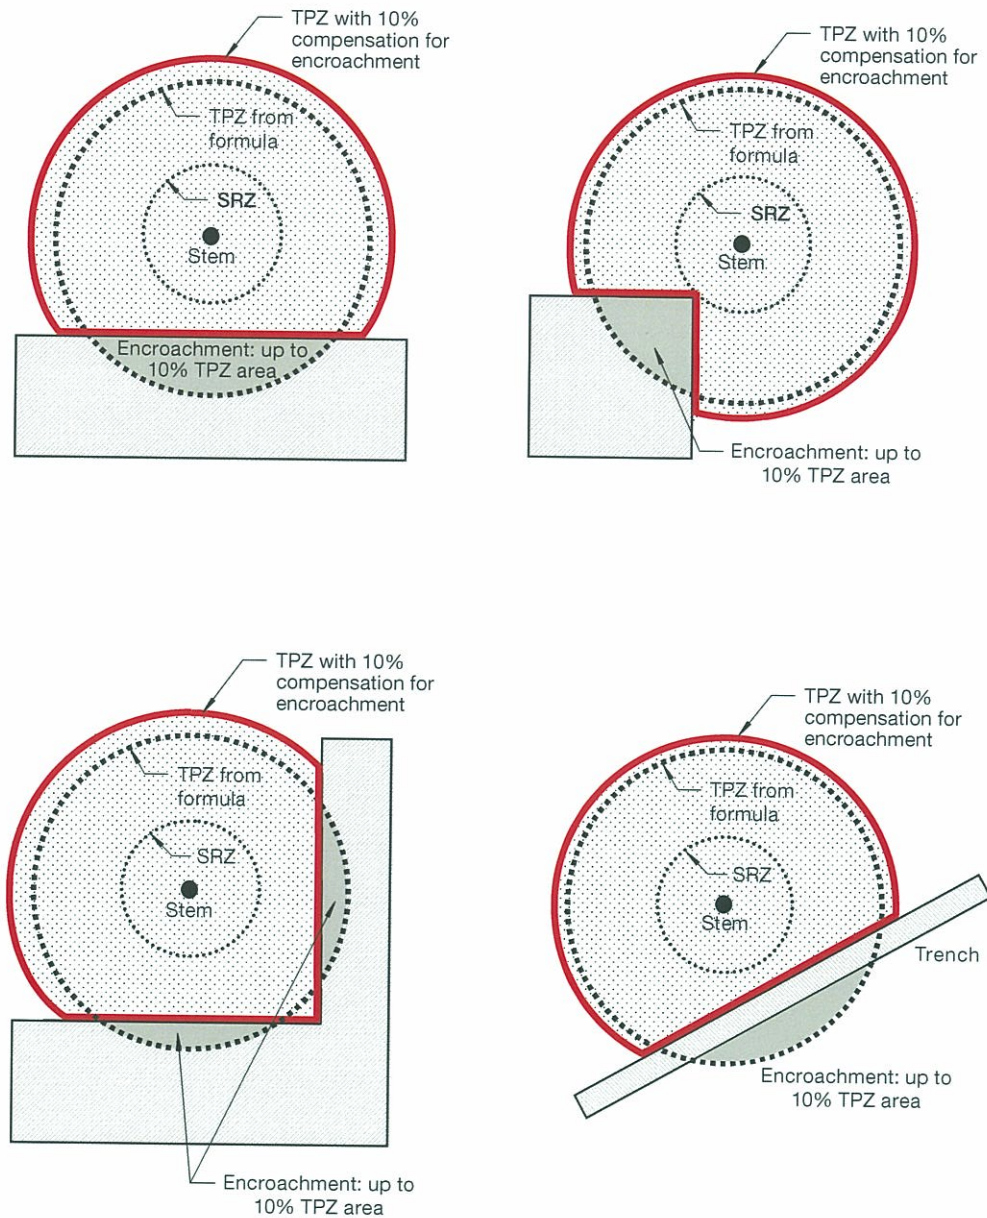 TPZ with 10%
compensation for
encroachment
TPZ from
formula
SRZ
Stem
Encroachment: up to
10% TPZ area
TPZ with 10%
compensation for
encroachment
TPZ from
formula
SRZ
Stem
Encroachment: up to
10% TPZ area
TPZ with 10%
compensation for
encroachment
TPZ from
formula
SRZ
Stem
Encroachment: up to
10% TPZ area
TPZ with 10%
compensation for
encroachment
TPZ from
formula
SRZ
Stem
Trench
Encroachment: up to
10% TPZ area